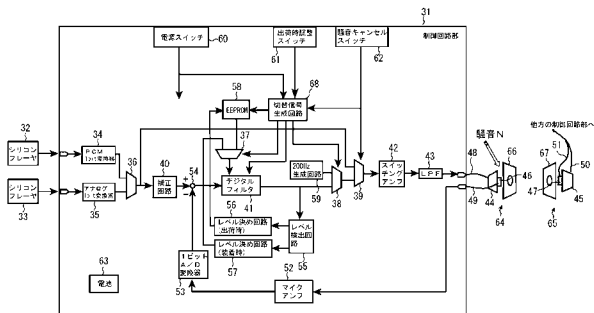 31
電源スイッチ
60
出荷時調整
スイッチ
61
騒音キャンセル
スイッチ
62
制御回路部
58
EEPROM
68
切替信号
生成回路
32
シリコン
プレーヤ
34
PCM
1bit変換器
36
37
42
43
他方の制御回路部へ
騒音N
66
48
46
51
67
50
40
補正
回路
54
デジタル
フィルタ
41
200Hz
生成回路
59
38
39
スイッ
チング
アンプ
LPF
シリコン
プレーヤ
33
アナログ
1bit変換器
35
49
44
64
47
65
45
56
レベル決め回路
(出荷時)
レベル決め回路
(装着時)
57
レベル
検出回
路
55
63
電池
1ビット
A/D
変換器
53
52
マイク
アンプ